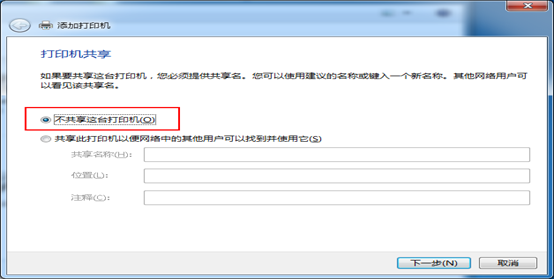 添加打印机
打印机共享
如果要共享这台打印机，您必须提供共享名。您可以使用建议的名称或键入一个新名称。其他网络用户可
以看见该共享名。
不共享这台打印机(O)
共享此打印机以便网络中的其他用户可以找到并使用它(S)
共享名称(H):
位置(L):
注释(C):
下一步(N) 取消